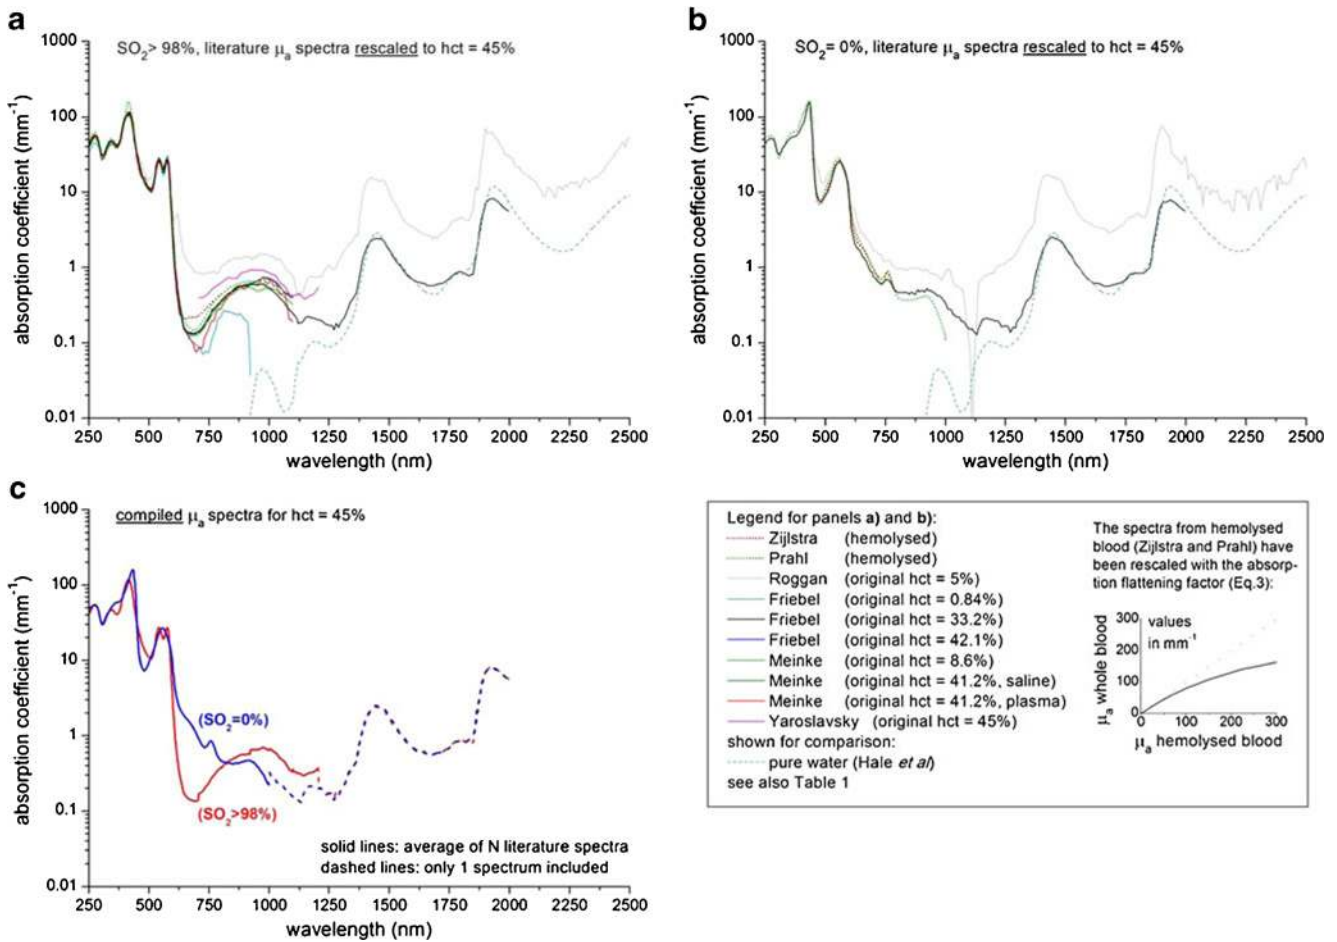 a
SO2> 98%, literature μa spectra rescaled to hct = 45%
1000
100
10
1
0.1
0.01
absorption coefficient (mm-1)
250 500 750 1000 1250 1500 1750 2000 2250 2500
wavelength (nm)
b
SO2= 0%, literature μa spectra rescaled to hct = 45%
1000
100
10
1
0.1
0.01
absorption coefficient (mm-1)
250 500 750 1000 1250 1500 1750 2000 2250 2500
wavelength (nm)
c
compiled μa spectra for hct = 45%
1000
100
10
1
0.1
0.01
absorption coefficient (mm-1)
(SO2=0%)
(SO2>98%)
solid lines: average of N literature spectra
dashed lines: only 1 spectrum included
250 500 750 1000 1250 1500 1750 2000 2250 2500
wavelength (nm)
Legend for panels a) and b):
Zijlstra (hemolysed)
Prahl (hemolysed)
Roggan (original hct = 5%)
Friebel (original hct = 0.84%)
Friebel (original hct = 33.2%)
Friebel (original hct = 42.1%)
Meinke (original hct = 8.6%)
Meinke (original hct = 41.2%, saline)
Meinke (original hct = 41.2%, plasma)
Yaroslavsky (original hct = 45%)
shown for comparison:
pure water (Hale et al)
see also Table 1
The spectra from hemolysed
blood (Zijlstra and Prahl) have
been rescaled with the absorp-
tion flattening factor (Eq.3):
300
200
100
0
values
in mm-1
μa whole blood
0 100 200 300
μa hemolysed blood